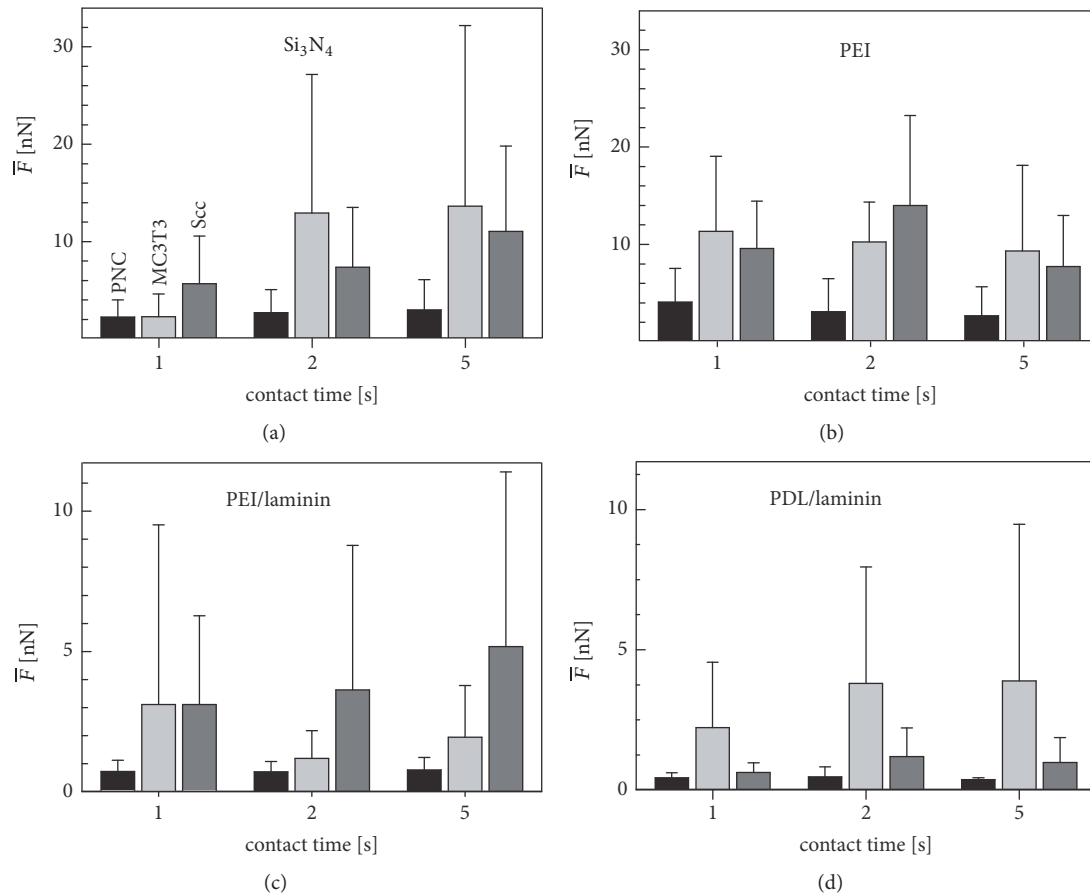 Si₃N₄
30
20
10
F̅ [nN]
PNC
MC3T3
Scc
1
2
5
contact time [s]
(a)
PEI
30
20
10
F̅ [nN]
1
2
5
contact time [s]
(b)
PEI/laminin
10
5
0
F̅ [nN]
1
2
5
contact time [s]
(c)
PDL/laminin
10
5
0
F̅ [nN]
1
2
5
contact time [s]
(d)